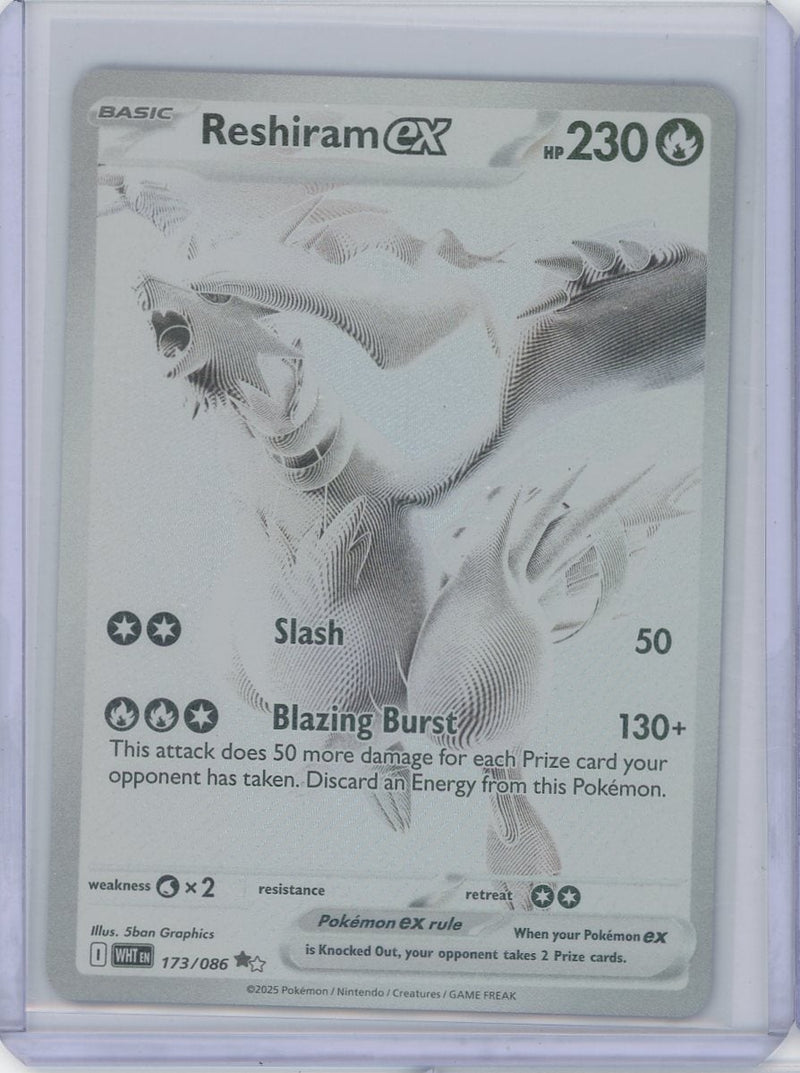 BASIC
Reshiram ex
HP 230
Slash 50
Blazing Burst 130+
This attack does 50 more damage for each Prize card your
opponent has taken. Discard an Energy from this Pokémon.
weakness ×2 resistance retreat
Illus. 5ban Graphics
Pokémon ex rule
When your Pokémon ex
is Knocked Out, your opponent takes 2 Prize cards.
I WHT EN 173/086
©2025 Pokémon / Nintendo / Creatures / GAME FREAK